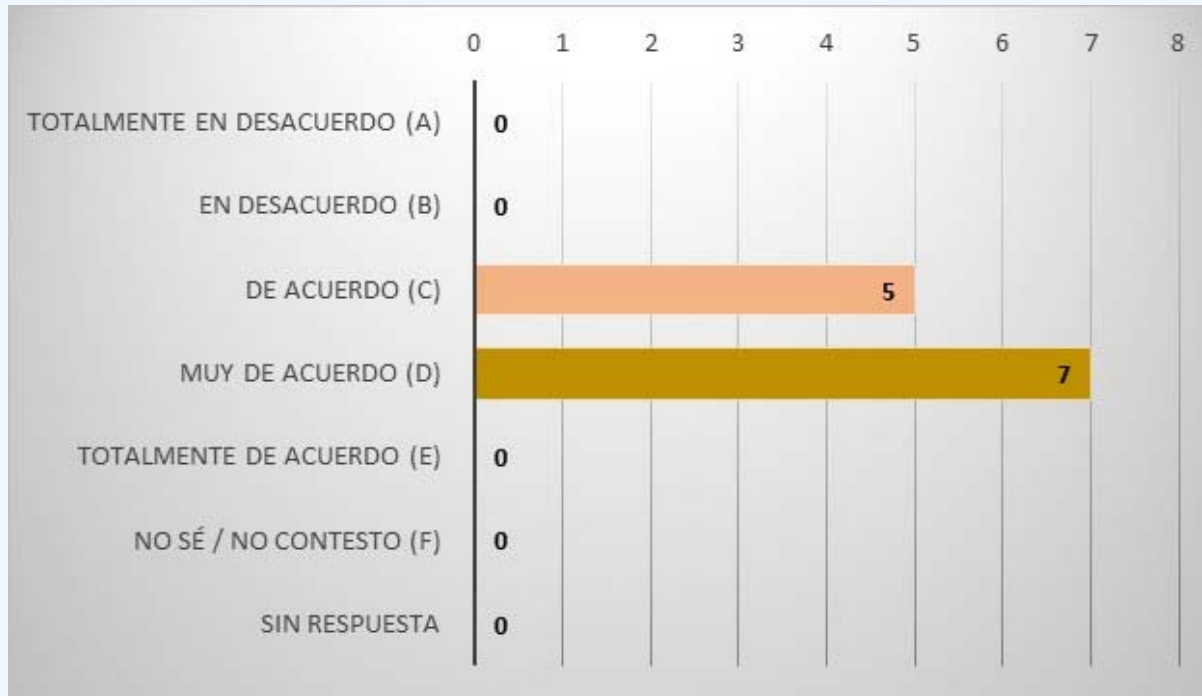 0 1 2 3 4 5 6 7 8
TOTALMENTE EN DESACUERDO (A) 0
EN DESACUERDO (B) 0
DE ACUERDO (C) 5
MUY DE ACUERDO (D) 7
TOTALMENTE DE ACUERDO (E) 0
NO SÉ / NO CONTESTO (F) 0
SIN RESPUESTA 0